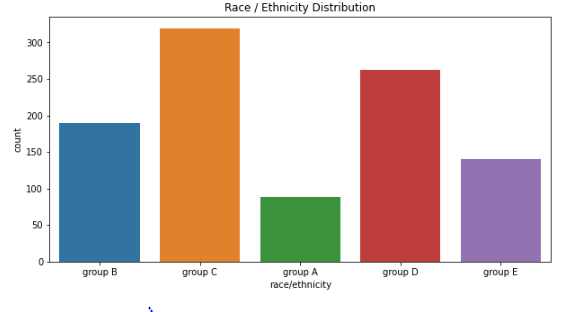 Race / Ethnicity Distribution
300
250
200
150
100
50
0
count
group B group C group A group D group E
race/ethnicity